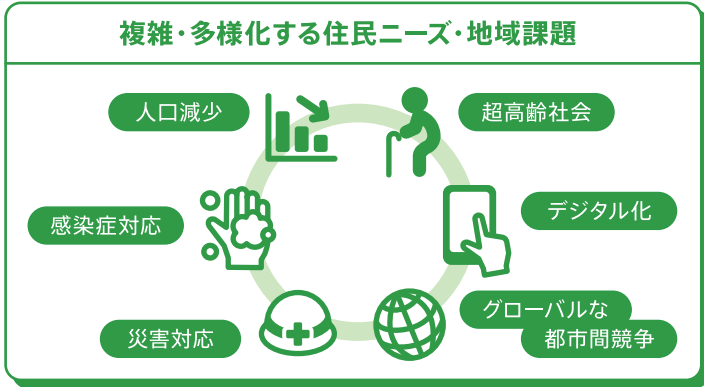 複雑・多様化する住民ニーズ・地域課題
人口減少
超高齢社会
感染症対応
デジタル化
災害対応
グローバルな
都市間競争